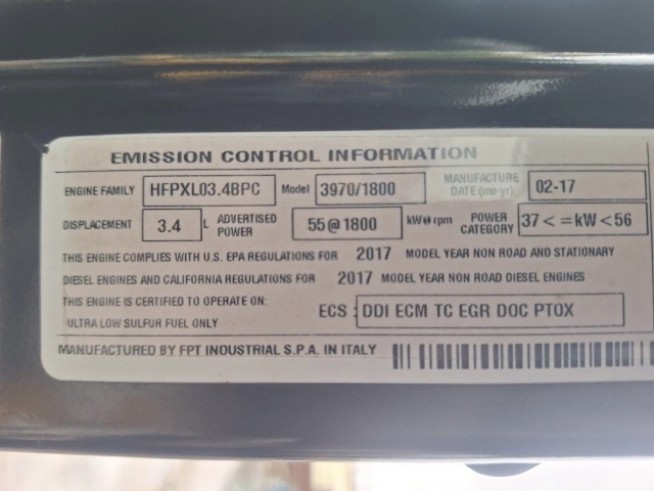 EMISSION CONTROL INFORMATION
ENGINE FAMILY HFPXL03.4BPC Model 3970/1800 MANUFACTURE DATE (mo-yr) 02-17
DISPLACEMENT 3.4 L ADVERTISED POWER 55@1800 kW@rpm POWER CATEGORY 37<=kW<56
THIS ENGINE COMPLIES WITH U.S. EPA REGULATIONS FOR 2017 MODEL YEAR NON ROAD AND STATIONARY
DIESEL ENGINES AND CALIFORNIA REGULATIONS FOR 2017 MODEL YEAR NON ROAD DIESEL ENGINES
THIS ENGINE IS CERTIFIED TO OPERATE ON:
ULTRA LOW SULFUR FUEL ONLY
ECS : DDI ECM TC EGR DOC PTOX
MANUFACTURED BY FPT INDUSTRIAL S.P.A. IN ITALY